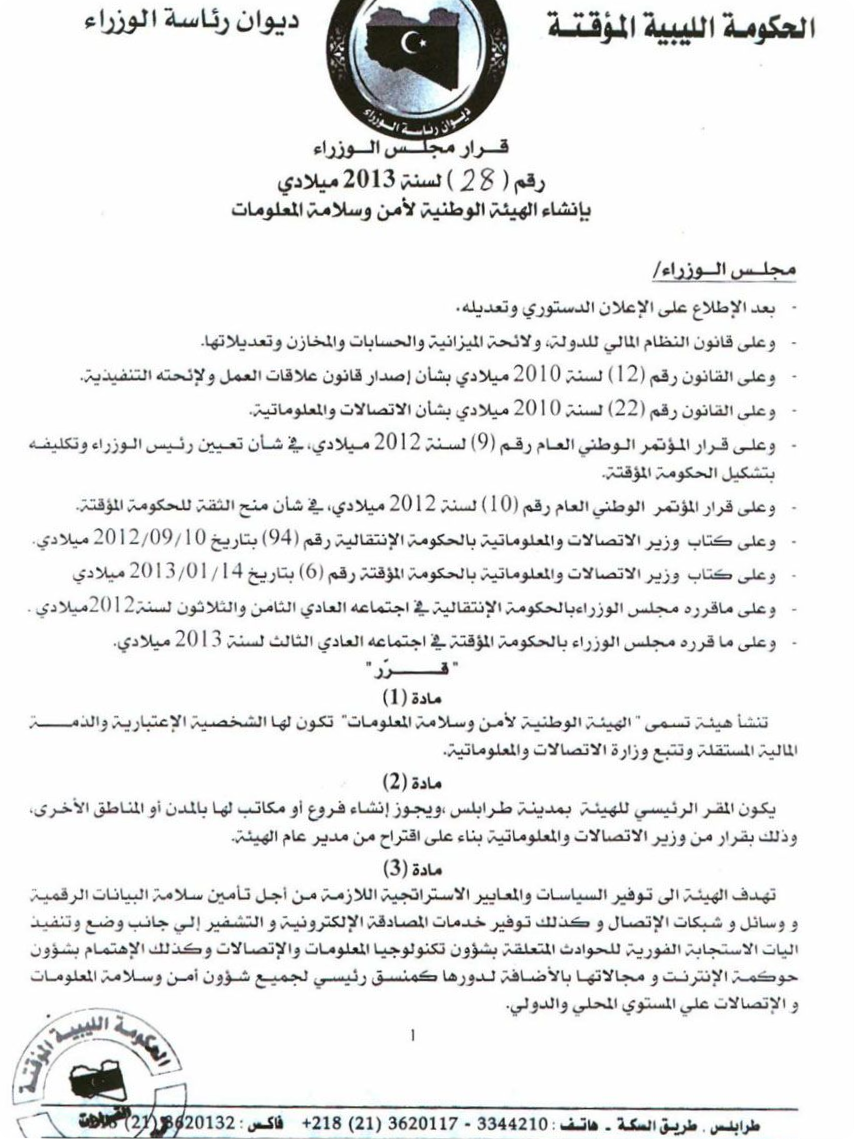 الحكومة الليبية المؤقتة
ديوان رئاسة الوزراء
ديوان رئاسة الوزراء
قرار مجلس الوزراء
رقم ( 28 ) لسنة 2013 ميلادي
بإنشاء الهيئة الوطنية لأمن وسلامة المعلومات
مجلس الوزراء/
- بعد الإطلاع على الإعلان الدستوري وتعديله.
- وعلى قانون النظام المالي للدولة، ولائحة الميزانية والحسابات والمخازن وتعديلاتها.
- وعلى القانون رقم (12) لسنة 2010 ميلادي بشأن إصدار قانون علاقات العمل ولائحته التنفيذية.
- وعلى القانون رقم (22) لسنة 2010 ميلادي بشأن الاتصالات والمعلوماتية.
- وعلى قرار المؤتمر الوطني العام رقم (9) لسنة 2012 ميلادي، في شأن تعيين رئيس الوزراء وتكليفه
بتشكيل الحكومة المؤقتة.
- وعلى قرار المؤتمر الوطني العام رقم (10) لسنة 2012 ميلادي، في شأن منح الثقة للحكومة المؤقتة.
- وعلى كتاب وزير الاتصالات والمعلوماتية بالحكومة الإنتقالية رقم (94) بتاريخ 2012/09/10 ميلادي.
- وعلى كتاب وزير الاتصالات والمعلوماتية بالحكومة المؤقتة رقم (6) بتاريخ 2013/01/14 ميلادي
- وعلى ماقرره مجلس الوزراءبالحكومة الإنتقالية في اجتماعه العادي الثامن والثلاثون لسنة2012ميلادي .
- وعلى ما قرره مجلس الوزراء بالحكومة المؤقتة في اجتماعه العادي الثالث لسنة 2013 ميلادي.
" قــــرّر "
مادة (1)
تنشأ هيئة تسمى " الهيئة الوطنية لأمن وسلامة المعلومات" تكون لها الشخصية الإعتبارية والذمة
المالية المستقلة وتتبع وزارة الاتصالات والمعلوماتية.
مادة (2)
يكون المقر الرئيسي للهيئة بمدينة طرابلس ،ويجوز إنشاء فروع أو مكاتب لها بالمدن أو المناطق الأخرى،
وذلك بقرار من وزير الاتصالات والمعلوماتية بناء على اقتراح من مدير عام الهيئة.
مادة (3)
تهدف الهيئة الى توفير السياسات والمعايير الاستراتجية اللازمة من أجل تأمين سلامة البيانات الرقمية
و وسائل و شبكات الإتصال و كذلك توفير خدمات المصادقة الإلكترونية و التشفير إلي جانب وضع وتنفيذ
اليات الاستجابة الفورية للحوادث المتعلقة بشؤون تكنولوجيا المعلومات والإتصالات وكذلك الإهتمام بشؤون
حوكمة الإنترنت و مجالاتها بالأضافة لدورها كمنسق رئيسي لجميع شؤون أمن وسلامة المعلومات
و الإتصالات علي المستوي المحلي والدولي.
1
الحكومة الليبية المؤقتة
طرابلس . طريق السكة - هاتف : 3344210 - 3620117 (21) 218+ فاكس : 3620132 (21)